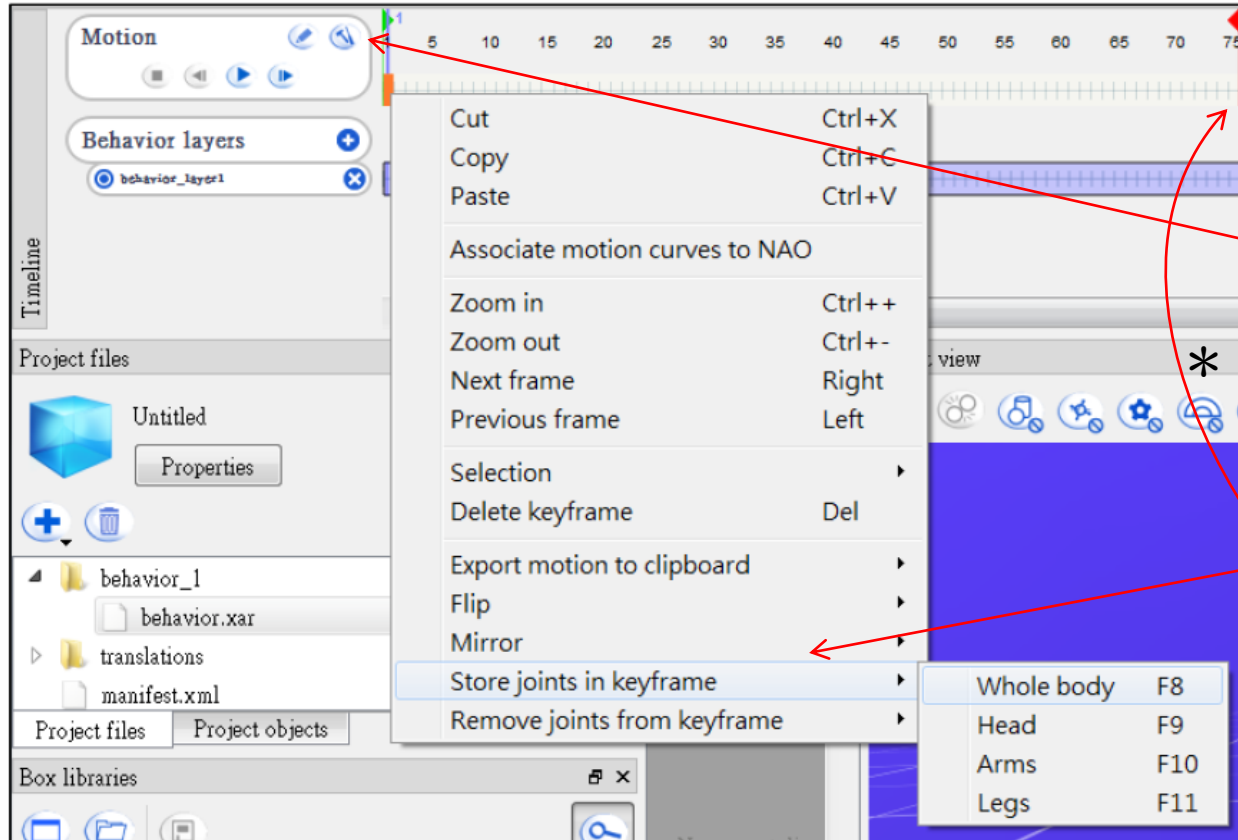 Motion
1
5 10 15 20 25 30 35 40 45 50 55 60 65 70 75
Behavior layers
behavior_layer1
Timeline
Cut Ctrl+X
Copy Ctrl+C
Paste Ctrl+V
Associate motion curves to NAO
Zoom in Ctrl++
Zoom out Ctrl+-
Next frame Right
Previous frame Left
Selection
Delete keyframe Del
Export motion to clipboard
Flip
Mirror
Store joints in keyframe
Remove joints from keyframe
Whole body F8
Head F9
Arms F10
Legs F11
Project files
view
*
Untitled
Properties
behavior_1
behavior.xar
translations
manifest.xml
Project files Project objects
Box libraries